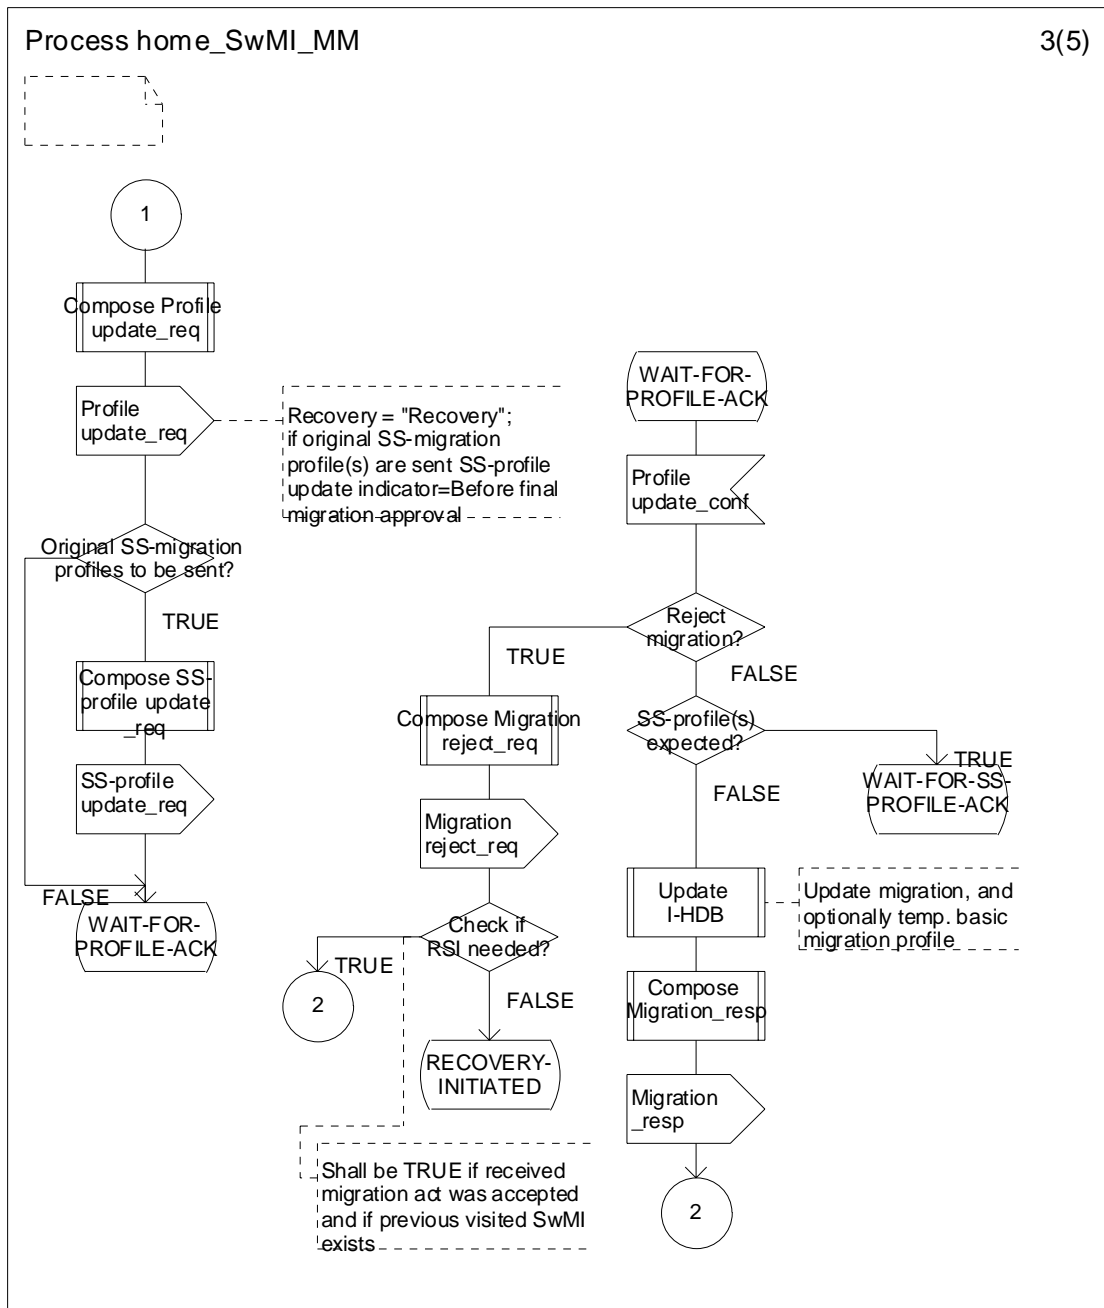 Process home_SwMI_MM
3(5)
1
Compose Profile
update_req
Profile
update_req
Recovery = "Recovery";
if original SS-migration
profile(s) are sent SS-profile
update indicator=Before final
migration approval
Original SS-migration
profiles to be sent?
TRUE
Compose SS-
profile update
_req
SS-profile
update_req
FALSE
WAIT-FOR-
PROFILE-ACK
WAIT-FOR-
PROFILE-ACK
Profile
update_conf
Reject
migration?
TRUE
FALSE
Compose Migration
reject_req
Migration
reject_req
Check if
RSI needed?
TRUE
2
FALSE
RECOVERY-
INITIATED
Shall be TRUE if received
migration act was accepted
and if previous visited SwMI
exists
SS-profile(s)
expected?
TRUE
WAIT-FOR-SS-
PROFILE-ACK
FALSE
Update
I-HDB
Update migration, and
optionally temp. basic
migration profile
Compose
Migration_resp
Migration
_resp
2